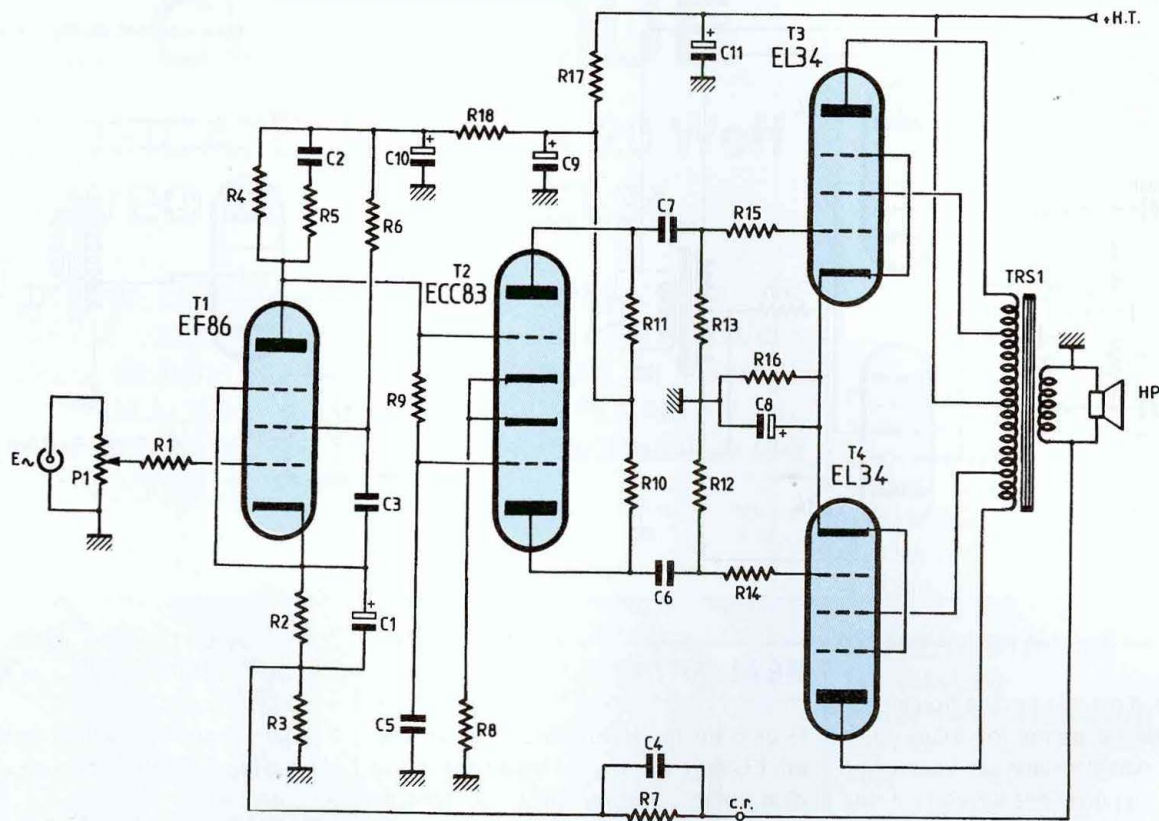 +H.T.
T3
EL34
C11
R17
R18
C2
C10
C9
R4
R5
R6
C7
R15
T2
ECC83
T1
EF86
TRS1
R11
R13
R16
R9
HP
C8
+
E~
P1
R1
T4
EL34
C3
R10
R12
C6
R14
R2
C1
R3
C5
R8
C4
R7
c.r.